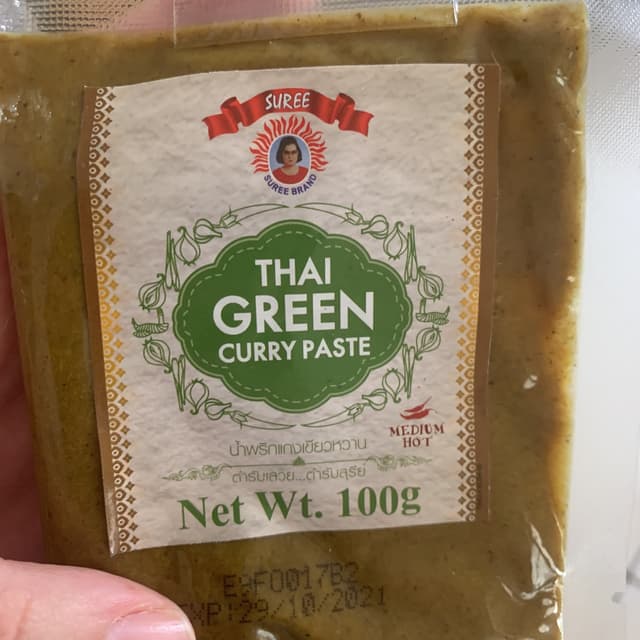 SUREE
SUREE BRAND
THAI
GREEN
CURRY PASTE
MEDIUM
HOT
น้ำพริกแกงเขียวหวาน
ตำรับเลวย...ตำรับสุรีย์
Net Wt. 100g
EAF0017B2
EXP:29/10/2021